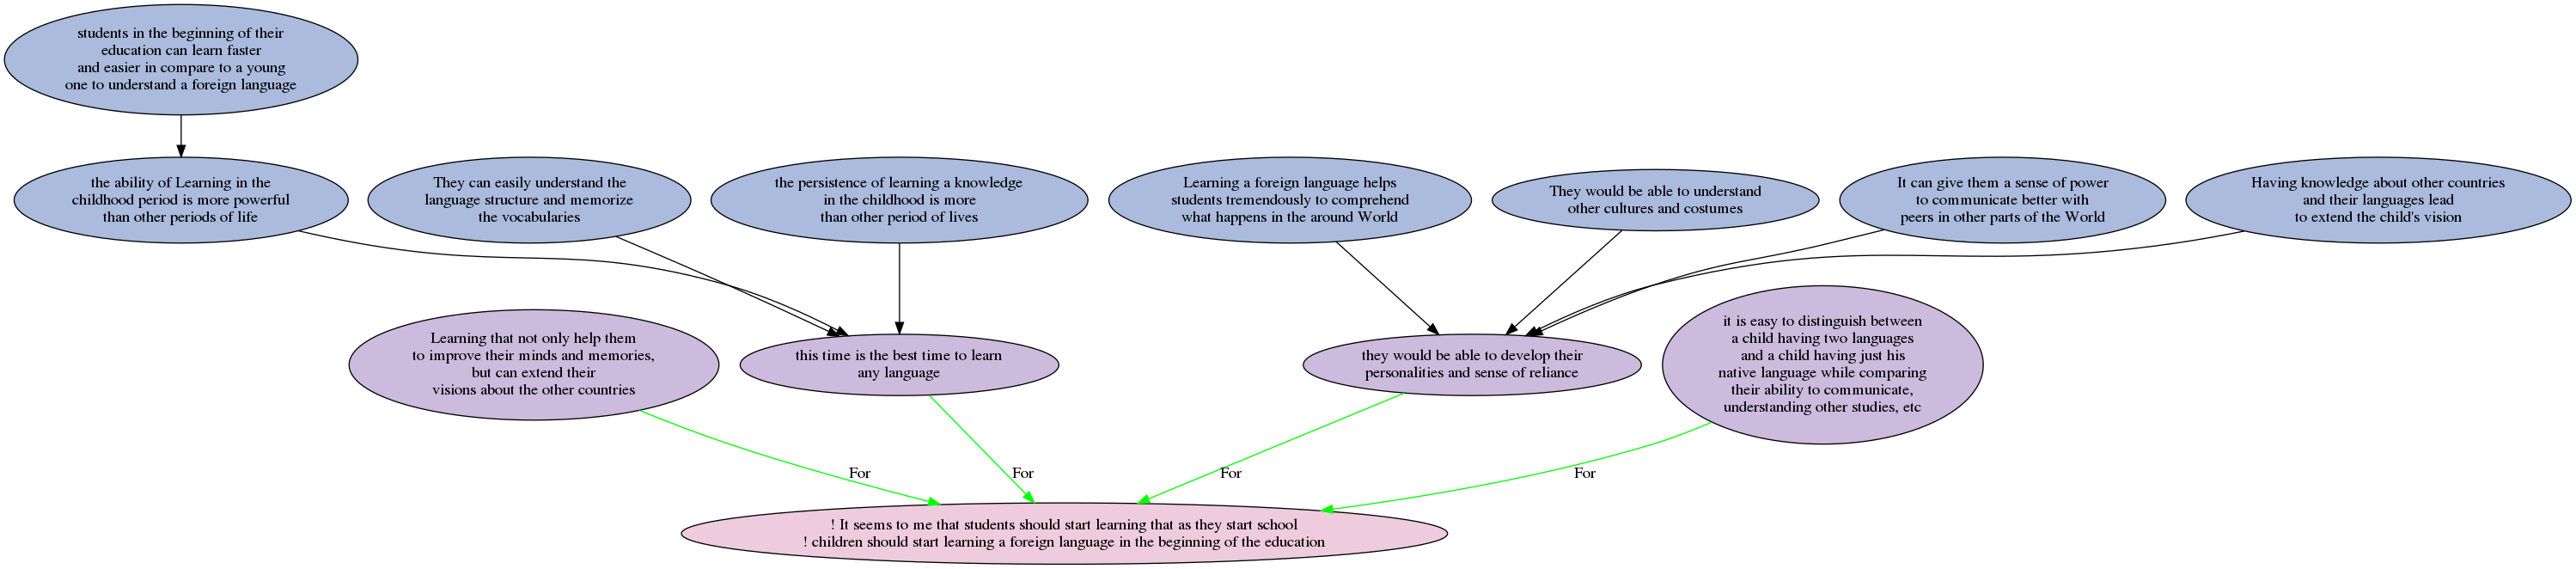 students in the beginning of their
education can learn faster
and easier in compare to a young
one to understand a foreign language
the ability of Learning in the
childhood period is more powerful
than other periods of life
They can easily understand the
language structure and memorize
the vocabularies
the persistence of learning a knowledge
in the childhood is more
than other period of lives
Learning a foreign language helps
students tremendously to comprehend
what happens in the around World
They would be able to understand
other cultures and costumes
It can give them a sense of power
to communicate better with
peers in other parts of the World
Having knowledge about other countries
and their languages lead
to extend the child's vision
Learning that not only help them
to improve their minds and memories,
but can extend their
visions about the other countries
this time is the best time to learn
any language
they would be able to develop their
personalities and sense of reliance
it is easy to distinguish between
a child having two languages
and a child having just his
native language while comparing
their ability to communicate,
understanding other studies, etc
For
For
For
For
! It seems to me that students should start learning that as they start school
! children should start learning a foreign language in the beginning of the education